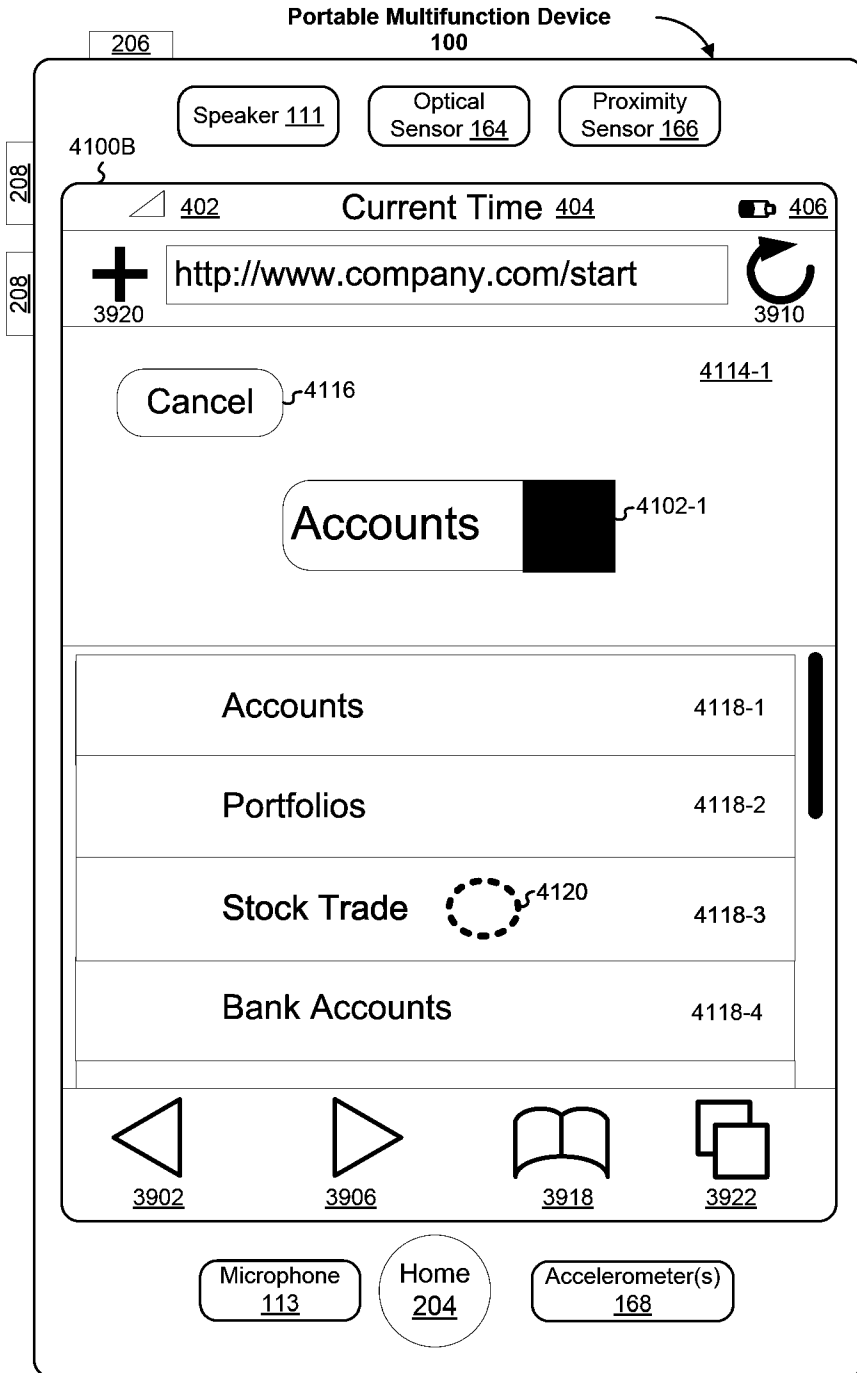 Portable Multifunction Device
100
206
Speaker 111
Optical
Sensor 164
Proximity
Sensor 166
4100B
208
208
402
Current Time 404
406
http://www.company.com/start
3920
3910
4114-1
Cancel
4116
Accounts
4102-1
Accounts
4118-1
Portfolios
4118-2
Stock Trade
4120
4118-3
Bank Accounts
4118-4
3902
3906
3918
3922
Microphone
113
Home
204
Accelerometer(s)
168